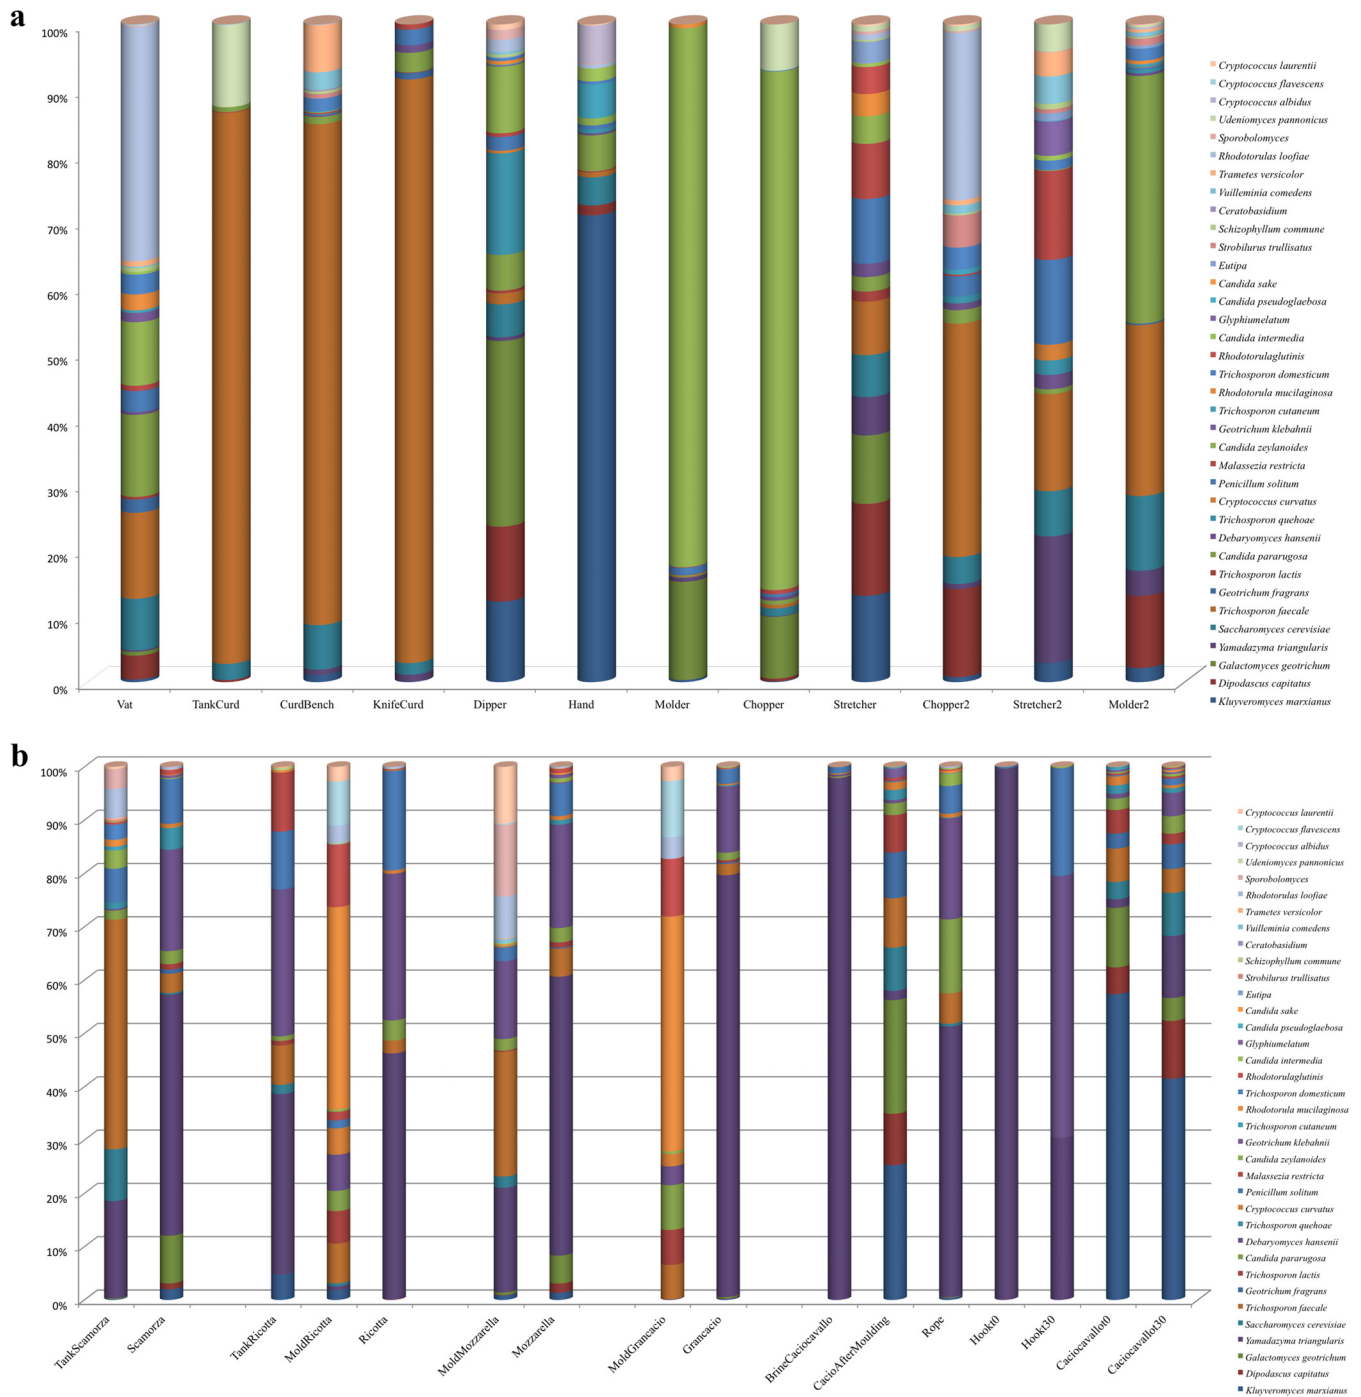 a
100%
90%
80%
70%
60%
50%
40%
30%
20%
10%
0%
Vat
TankCurd
CurdBench
KnifeCurd
Dipper
Hand
Molder
Chopper
Stretcher
Chopper2
Stretcher2
Molder2
Cryptococcus laurentii
Cryptococcus flavescens
Cryptococcus albidus
Udeniomyces pannonicus
Sporobolomyces
Rhodotorulas loofiae
Trametes versicolor
Vuilleminia comedens
Ceratobasidium
Schizophyllum commune
Strobilurus trullisatus
Eutipa
Candida sake
Candida pseudoglaebosa
Glyphiumelatum
Candida intermedia
Rhodotorulaglutinis
Trichosporon domesticum
Rhodotorula mucilaginosa
Trichosporon cutaneum
Geotrichum klebahnii
Candida zeylanoides
Malassezia restricta
Penicillum solitum
Cryptococcus curvatus
Trichosporon quehoae
Debaryomyces hansenii
Candida pararugosa
Trichosporon lactis
Geotrichum fragrans
Trichosporon faecale
Saccharomyces cerevisiae
Yamadazyma triangularis
Galactomyces geotrichum
Dipodascus capitatus
Kluyveromyces marxianus
b
100%
90%
80%
70%
60%
50%
40%
30%
20%
10%
0%
TankScamorza
Scamorza
TankRicotta
MoldRicotta
Ricotta
MoldMozzarella
Mozzarella
MoldGrancacio
Grancacio
BrineCaciocavallo
CacioAfterMoulding
Rope
Hookt0
Hookt30
Caciocavallot0
Caciocavallot30
Cryptococcus laurentii
Cryptococcus flavescens
Cryptococcus albidus
Udeniomyces pannonicus
Sporobolomyces
Rhodotorulas loofiae
Trametes versicolor
Vuilleminia comedens
Ceratobasidium
Schizophyllum commune
Strobilurus trullisatus
Eutipa
Candida sake
Candida pseudoglaebosa
Glyphiumelatum
Candida intermedia
Rhodotorulaglutinis
Trichosporon domesticum
Rhodotorula mucilaginosa
Trichosporon cutaneum
Geotrichum klebahnii
Candida zeylanoides
Malassezia restricta
Penicillum solitum
Cryptococcus curvatus
Trichosporon quehoae
Debaryomyces hansenii
Candida pararugosa
Trichosporon lactis
Geotrichum fragrans
Trichosporon faecale
Saccharomyces cerevisiae
Yamadazyma triangularis
Galactomyces geotrichum
Dipodascus capitatus
Kluyveromyces marxianus